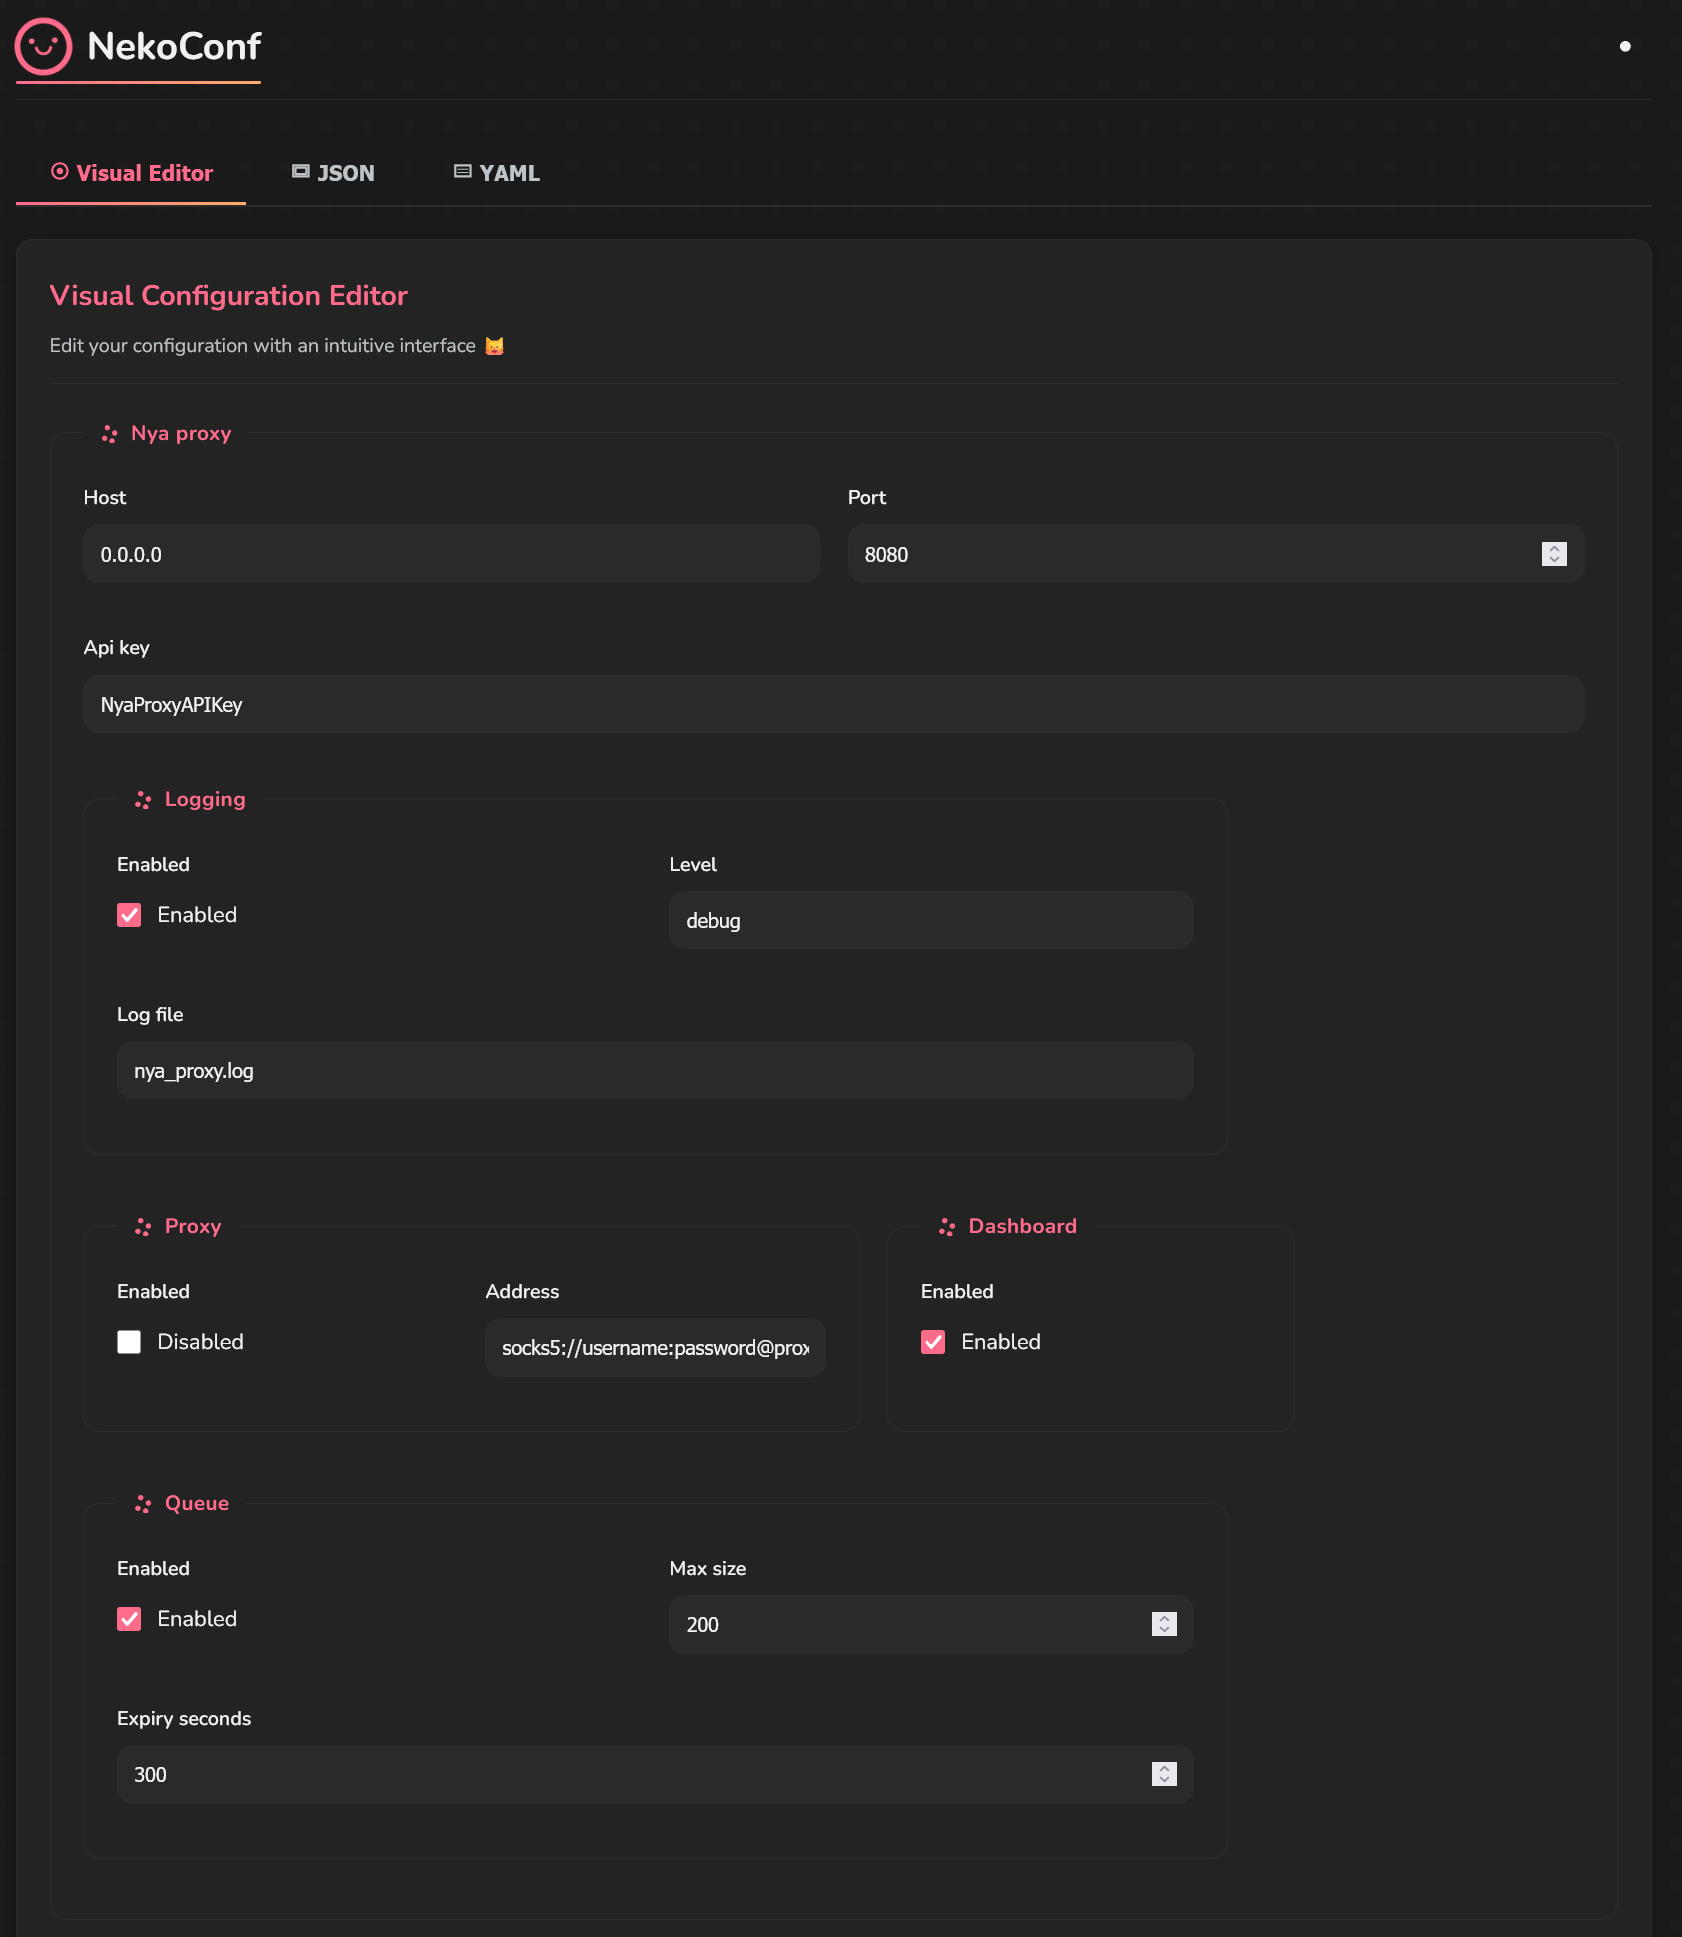 NekoConf
Visual Editor
JSON
YAML
Visual Configuration Editor
Edit your configuration with an intuitive interface
Nya proxy
Host
Port
0.0.0.0
8080
Api key
NyaProxyAPIKey
Logging
Enabled
Level
Enabled
debug
Log file
nya_proxy.log
Proxy
Dashboard
Enabled
Address
Enabled
Disabled
socks5://username:password@prox
Enabled
Queue
Enabled
Max size
Enabled
200
Expiry seconds
300